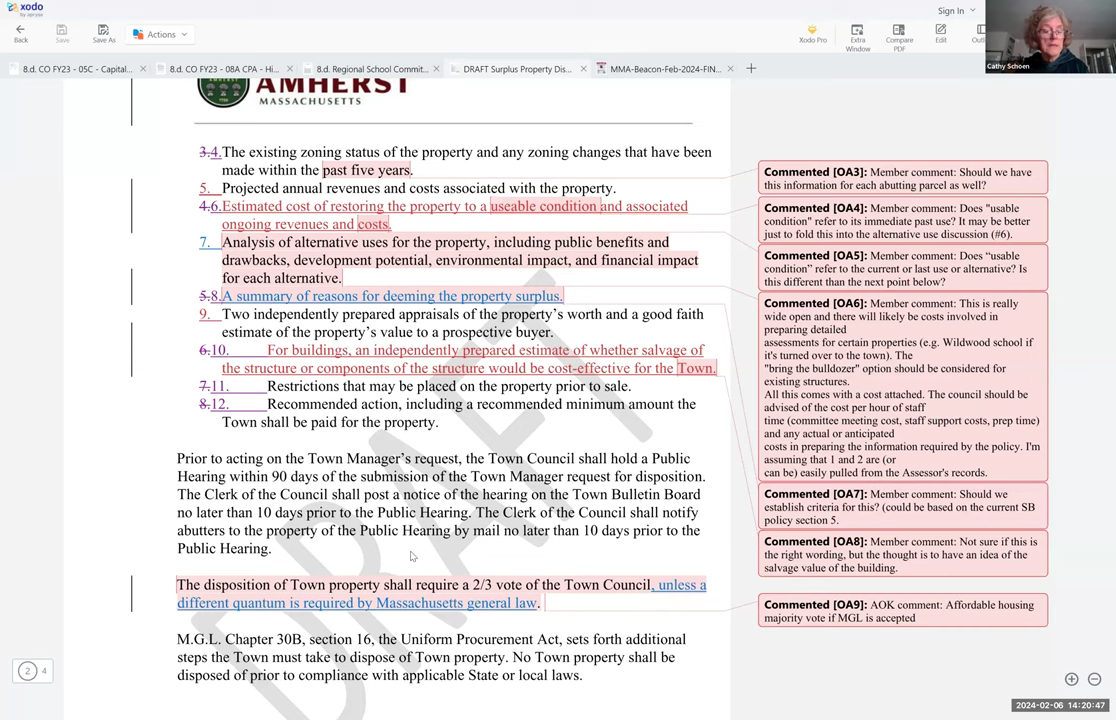 xodo
by apryse
Sign In
Back
Save
Save As
Actions
Xodo Pro
Extra
Window
Compare
PDF
Edit
Cathy Schoen
8.d. CO FY23 - 05C - Capital...
8.d. CO FY23 - 08A CPA - Hi...
8.d. Regional School Commit...
DRAFT Surplus Property Dis...
MMA-Beacon-Feb-2024-FIN...
AMHERST
MASSACHUSETTS
3.4. The existing zoning status of the property and any zoning changes that have been
made within the past five years.
5. Projected annual revenues and costs associated with the property.
4.6. Estimated cost of restoring the property to a useable condition and associated
ongoing revenues and costs.
7. Analysis of alternative uses for the property, including public benefits and
drawbacks, development potential, environmental impact, and financial impact
for each alternative.
5.8. A summary of reasons for deeming the property surplus.
9. Two independently prepared appraisals of the property's worth and a good faith
estimate of the property's value to a prospective buyer.
6.10. For buildings, an independently prepared estimate of whether salvage of
the structure or components of the structure would be cost-effective for the Town.
7.11. Restrictions that may be placed on the property prior to sale.
8.12. Recommended action, including a recommended minimum amount the
Town shall be paid for the property.
Prior to acting on the Town Manager's request, the Town Council shall hold a Public
Hearing within 90 days of the submission of the Town Manager request for disposition.
The Clerk of the Council shall post a notice of the hearing on the Town Bulletin Board
no later than 10 days prior to the Public Hearing. The Clerk of the Council shall notify
abutters to the property of the Public Hearing by mail no later than 10 days prior to the
Public Hearing.
The disposition of Town property shall require a 2/3 vote of the Town Council, unless a
different quantum is required by Massachusetts general law.
M.G.L. Chapter 30B, section 16, the Uniform Procurement Act, sets forth additional
steps the Town must take to dispose of Town property. No Town property shall be
disposed of prior to compliance with applicable State or local laws.
DRAFT
Commented [OA3]: Member comment: Should we have
this information for each abutting parcel as well?
Commented [OA4]: Member comment: Does "usable
condition" refer to its immediate past use? It may be better
just to fold this into the alternative use discussion (#6).
Commented [OA5]: Member comment: Does "usable
condition" refer to the current or last use or alternative? Is
this different than the next point below?
Commented [OA6]: Member comment: This is really
wide open and there will likely be costs involved in
preparing detailed
assessments for certain properties (e.g. Wildwood school if
it's turned over to the town). The
"bring the bulldozer" option should be considered for
existing structures.
All this comes with a cost attached. The council should be
advised of the cost per hour of staff
time (committee meeting cost, staff support costs, prep time)
and any actual or anticipated
costs in preparing the information required by the policy. I'm
assuming that 1 and 2 are (or
can be) easily pulled from the Assessor's records.
Commented [OA7]: Member comment: Should we
establish criteria for this? (could be based on the current SB
policy section 5.
Commented [OA8]: Member comment: Not sure if this is
the right wording, but the thought is to have an idea of the
salvage value of the building.
Commented [OA9]: AOK comment: Affordable housing
majority vote if MGL is accepted
2 4
2024-02-06 14:20:47